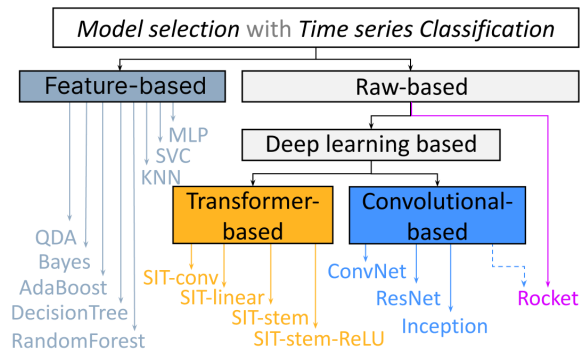 Model selection with Time series Classification
Feature-based
Raw-based
Deep learning based
Transformer-
based
Convolutional-
based
MLP
SVC
KNN
QDA
Bayes
AdaBoost
DecisionTree
RandomForest
SIT-conv
SIT-linear
SIT-stem
SIT-stem-ReLU
ConvNet
ResNet
Inception
Rocket